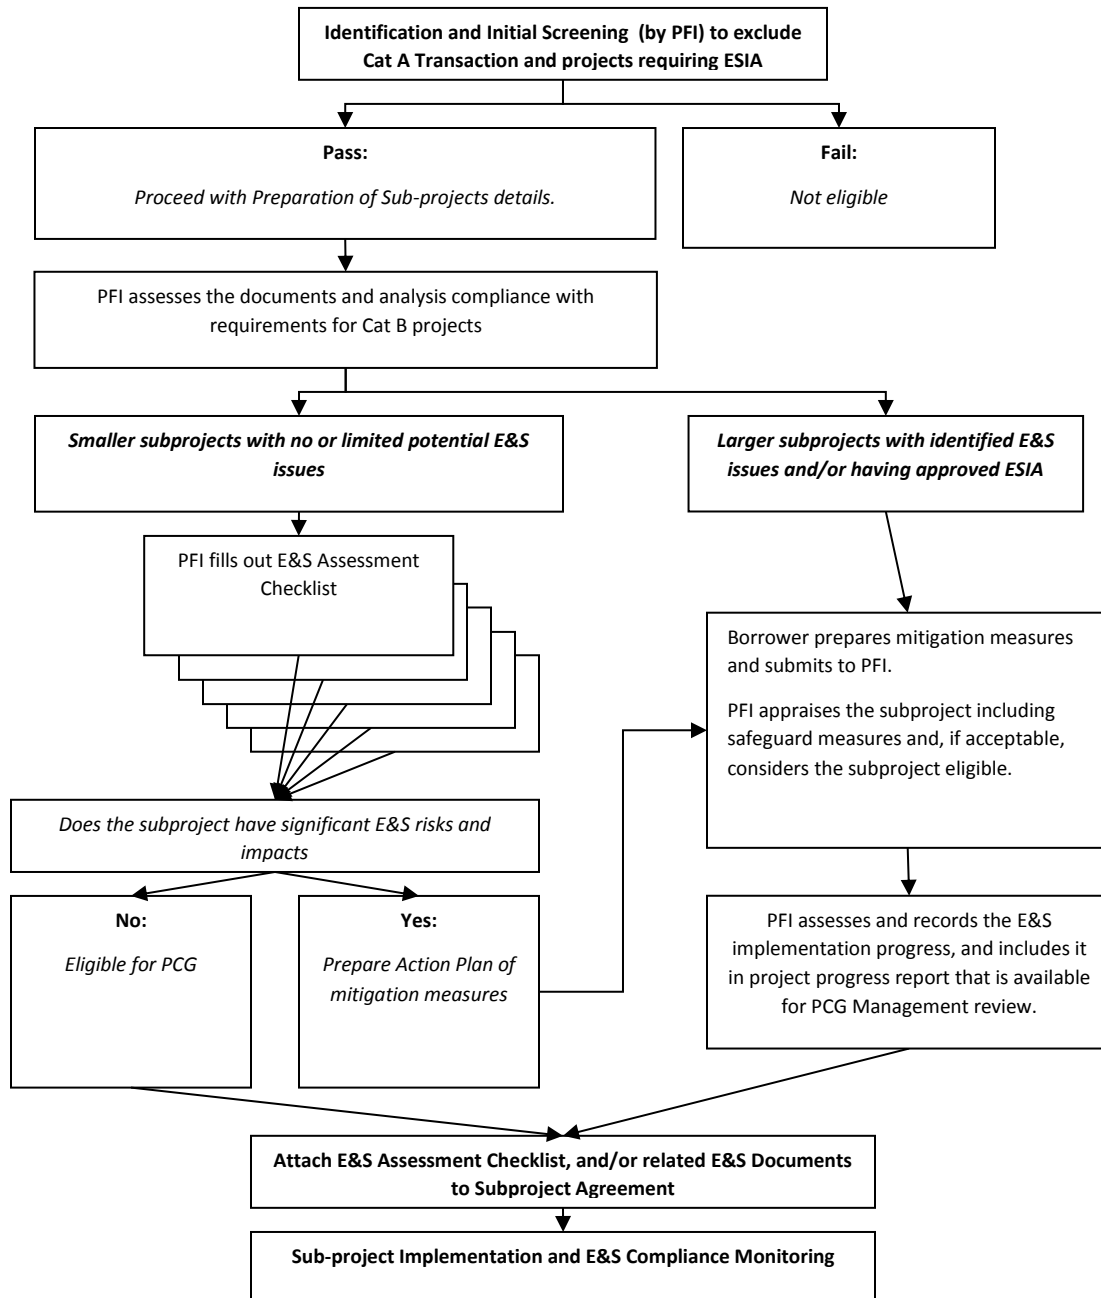 Identification and Initial Screening  (by PFI) to exclude
Cat A Transaction and projects requiring ESIA
Pass:
Proceed with Preparation of Sub-projects details.
Fail:
Not eligible
PFI assesses the documents and analysis compliance with
requirements for Cat B projects
Smaller subprojects with no or limited potential E&S
issues
Larger subprojects with identified E&S
issues and/or having approved ESIA
PFI fills out E&S Assessment
Checklist
Borrower prepares mitigation measures
and submits to PFI.
PFI appraises the subproject including
safeguard measures and, if acceptable,
considers the subproject eligible.
Does the subproject have significant E&S risks and
impacts
No:
Eligible for PCG
Yes:
Prepare Action Plan of
mitigation measures
PFI assesses and records the E&S
implementation progress, and includes it
in project progress report that is available
for PCG Management review.
Attach E&S Assessment Checklist, and/or related E&S Documents
to Subproject Agreement
Sub-project Implementation and E&S Compliance Monitoring